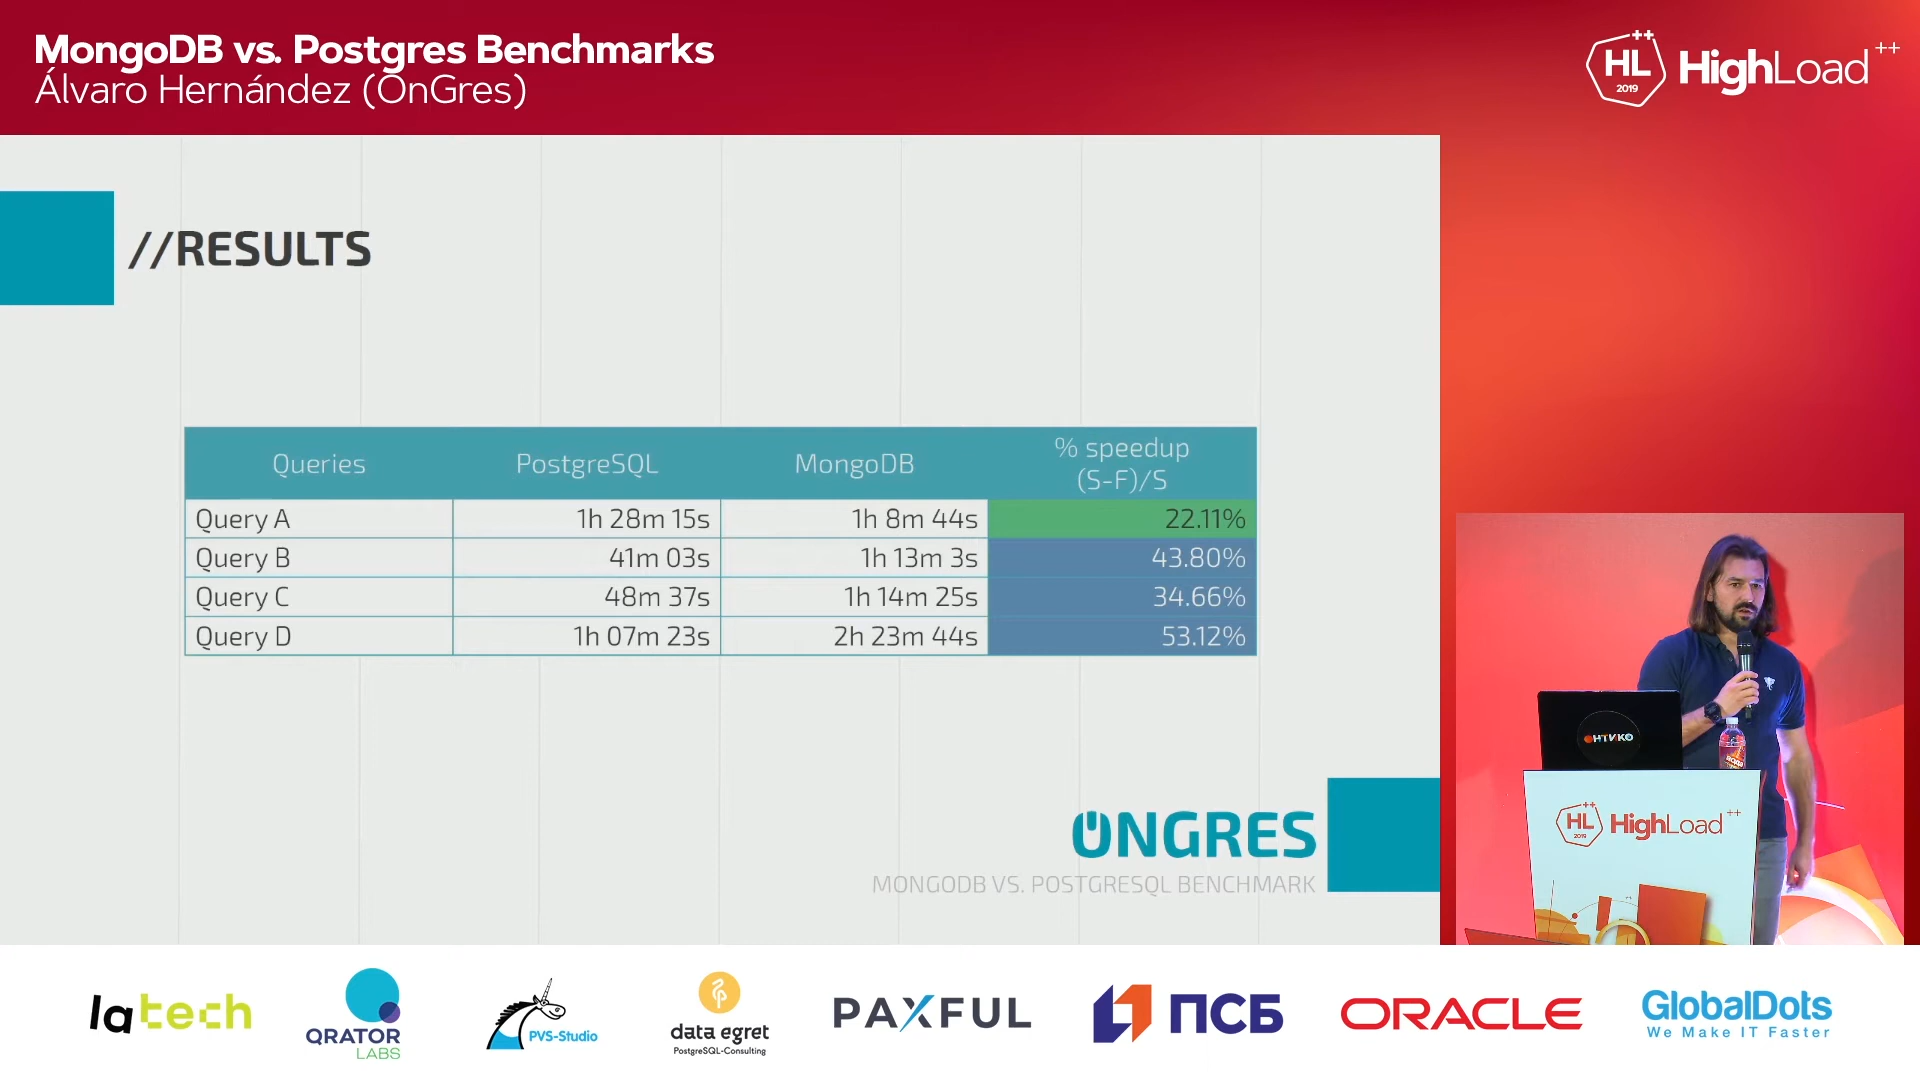 MongoDB vs. Postgres Benchmarks
Álvaro Hernández (OnGres)
HL++
2019
HighLoad++
//RESULTS
Queries PostgreSQL MongoDB % speedup (S-F)/S
Query A 1h 28m 15s 1h 8m 44s 22.11%
Query B 41m 03s 1h 13m 3s 43.80%
Query C 48m 37s 1h 14m 25s 34.66%
Query D 1h 07m 23s 2h 23m 44s 53.12%
ONGRES
MONGODB VS. POSTGRESQL BENCHMARK
HL++
2019
HighLoad++
latech
QRATOR
LABS
PVS-Studio
data egret
PostgreSQL-Consulting
PAXFUL
ПСБ
ORACLE
GlobalDots
We Make IT Faster